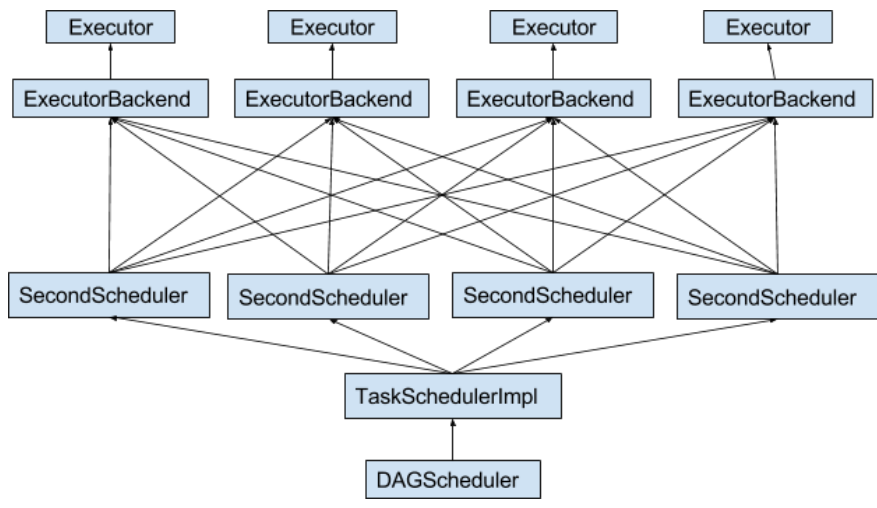 Executor
Executor
Executor
Executor
ExecutorBackend
ExecutorBackend
ExecutorBackend
ExecutorBackend
SecondScheduler
SecondScheduler
SecondScheduler
SecondScheduler
TaskSchedulerImpl
DAGScheduler